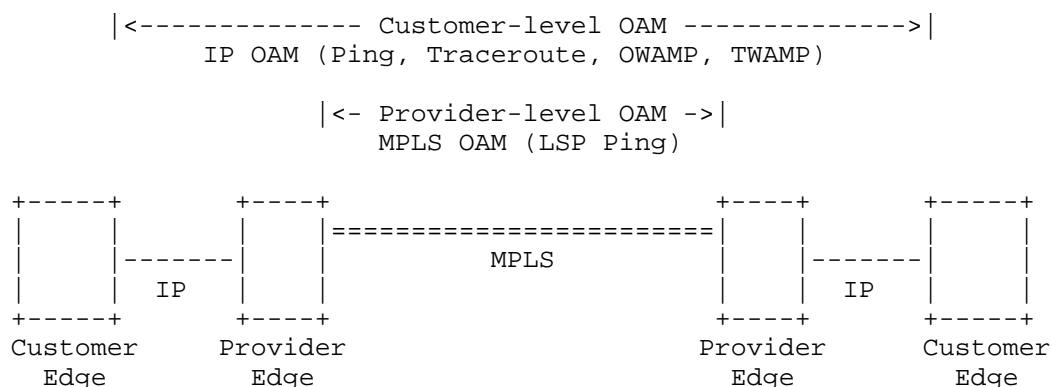 |<-------------- Customer-level OAM -------------->|
IP OAM (Ping, Traceroute, OWAMP, TWAMP)
|<- Provider-level OAM ->|
MPLS OAM (LSP Ping)
+-----+ +----+ +----+ +-----+
| | | |========================| | | |
| |-------| | MPLS | |-------| |
| | IP | | | | IP | |
+-----+ +----+ +----+ +-----+
Customer Provider Provider Customer
Edge Edge Edge Edge